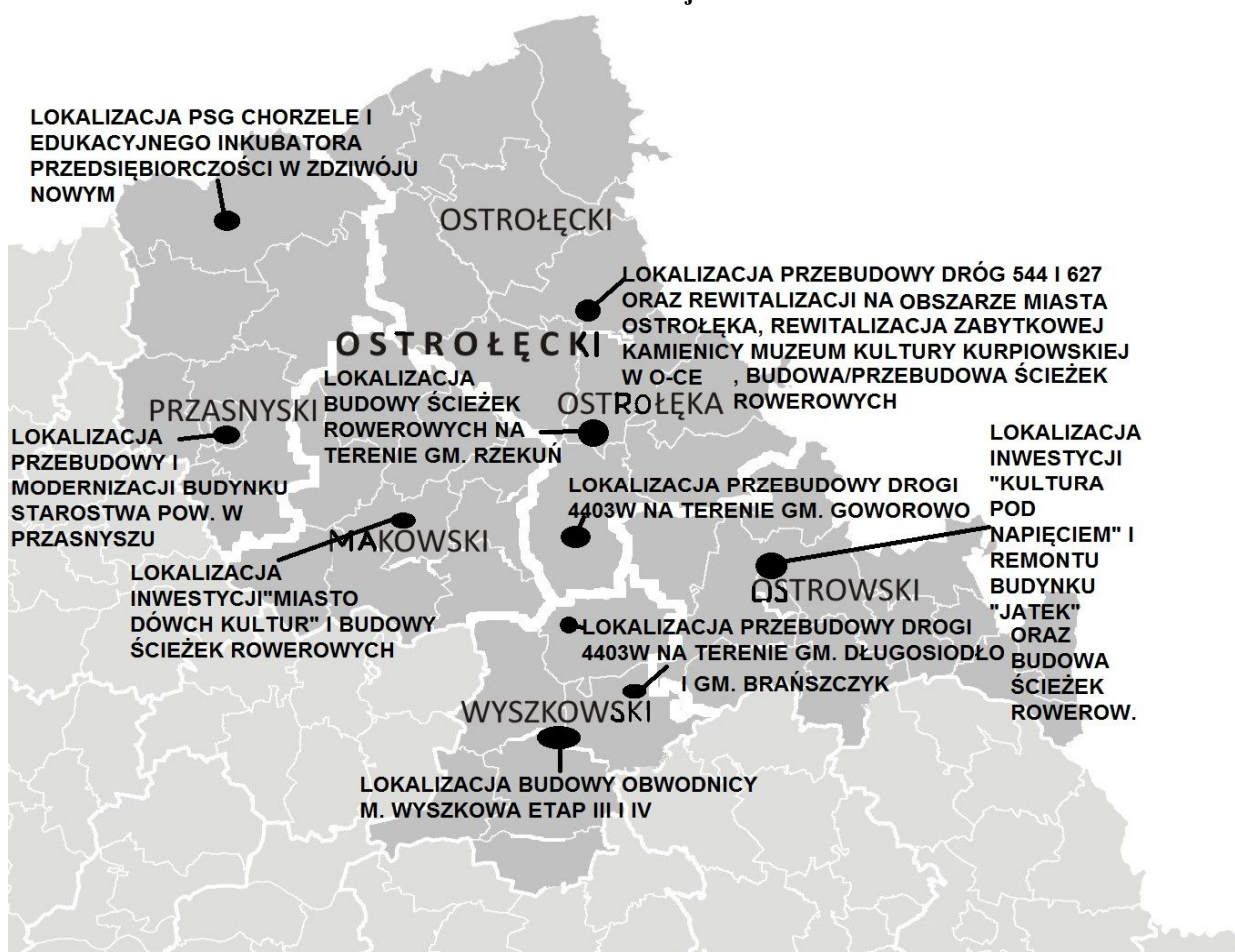 LOKALIZACJA PSG CHORZELE I
EDUKACYJNEGO INKUBATORA
PRZEDSIĘBIORCZOŚCI W ZDZIWÓJU
NOWYM
OSTROŁĘCKI
LOKALIZACJA PRZEBUDOWY DRÓG 544 I 627
ORAZ REWITALIZACJI NA OBSZARZE MIASTA
OSTROŁĘKA, REWITALIZACJA ZABYTKOWEJ
KAMIENICY MUZEUM KULTURY KURPIOWSKIEJ
W O-CE , BUDOWA/PRZEBUDOWA ŚCIEŻEK
ROWEROWYCH
OSTROŁĘCKI
LOKALIZACJA
BUDOWY ŚCIEŻEK
ROWEROWYCH NA
TERENIE GM. RZEKUŃ
OSTROŁĘKA
PRZASNYSKI
LOKALIZACJA
PRZEBUDOWY I
MODERNIZACJI BUDYNKU
STAROSTWA POW. W
PRZASNYSZU
LOKALIZACJA
INWESTYCJI
"KULTURA
POD
NAPIĘCIEM" I
REMONTU
BUDYNKU
"JATEK"
ORAZ
BUDOWA
ŚCIEŻEK
ROWEROW.
LOKALIZACJA PRZEBUDOWY DROGI
4403W NA TERENIE GM. GOWOROWO
MAKOWSKI
LOKALIZACJA
INWESTYCJI"MIASTO
DÓWCH KULTUR" I BUDOWY
ŚCIEŻEK ROWEROWYCH
OSTROWSKI
LOKALIZACJA PRZEBUDOWY DROGI
4403W NA TERENIE GM. DŁUGOSIODŁO
I GM. BRAŃSZCZYK
WYSZKOWSKI
LOKALIZACJA BUDOWY OBWODNICY
M. WYSZKOWA ETAP III I IV